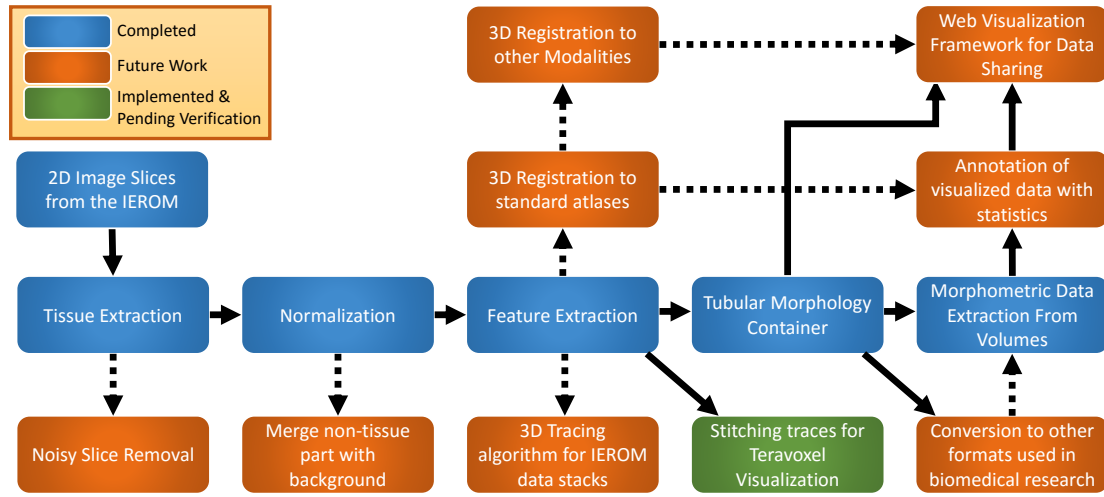 Completed
Future Work
Implemented &
Pending Verification
3D Registration to
other Modalities
Web Visualization
Framework for Data
Sharing
2D Image Slices
from the IEROM
3D Registration to
standard atlases
Annotation of
visualized data with
statistics
Tissue Extraction
Normalization
Feature Extraction
Tubular Morphology
Container
Morphometric Data
Extraction From
Volumes
Noisy Slice Removal
Merge non-tissue
part with
background
3D Tracing
algorithm for IEROM
data stacks
Stitching traces for
Teravoxel
Visualization
Conversion to other
formats used in
biomedical research